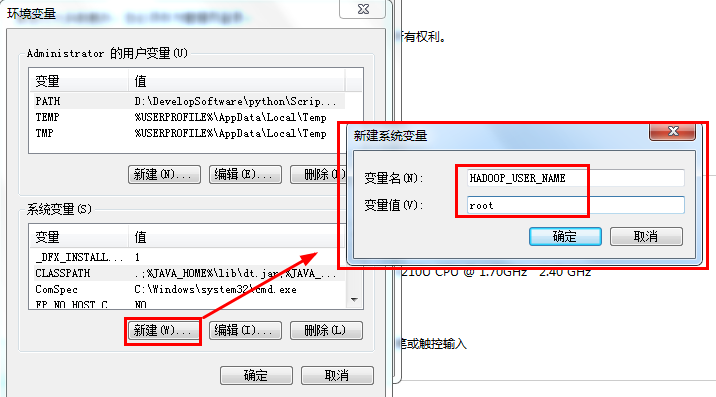 环境变量
Administrator 的用户变量(U)
变量 值
PATH D:\DevelopSoftware\python\Scrip...
TEMP %USERPROFILE%\AppData\Local\Temp
TMP %USERPROFILE%\AppData\Local\Temp
新建(N)... 编辑(E)... 删除(
系统变量(S)
变量 值
_DFX_INSTALL... 1
CLASSPATH .;%JAVA_HOME%\lib\dt.jar;%JAVA_...
ComSpec C:\Windows\system32\cmd.exe
FP_NO_HOST_C... NO
新建(W)... 编辑(I)... 删除(L)
确定 取消
有权利。
新建系统变量
变量名(N): HADOOP_USER_NAME
变量值(V): root
确定 取消
210U CPU @ 1.70GHz 2.40 GHz
笔或触控输入